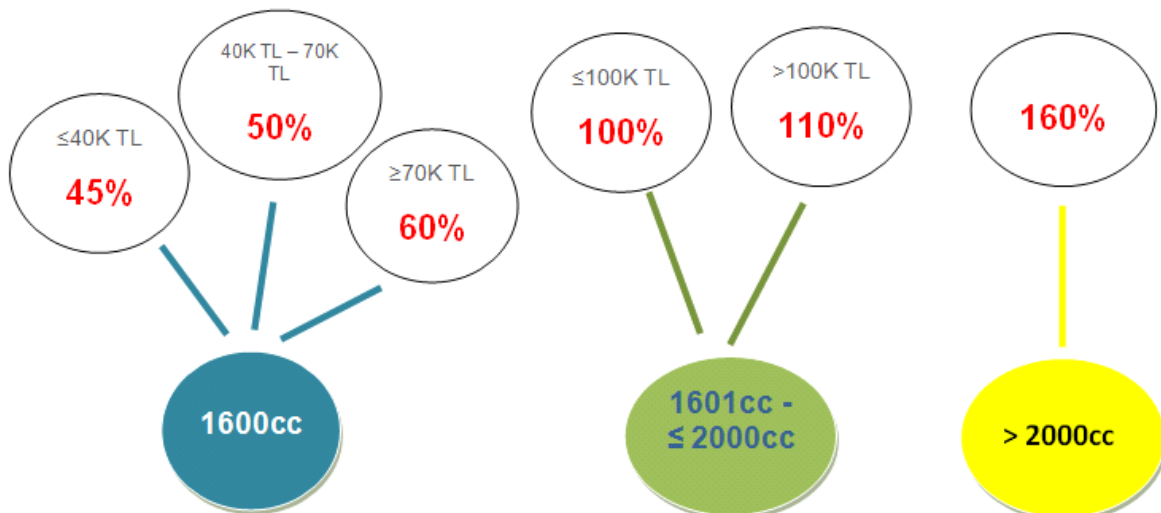 ≤40K TL
45%
40K TL – 70K
TL
50%
≥70K TL
60%
1600cc
≤100K TL
100%
>100K TL
110%
1601cc -
≤ 2000cc
160%
> 2000cc